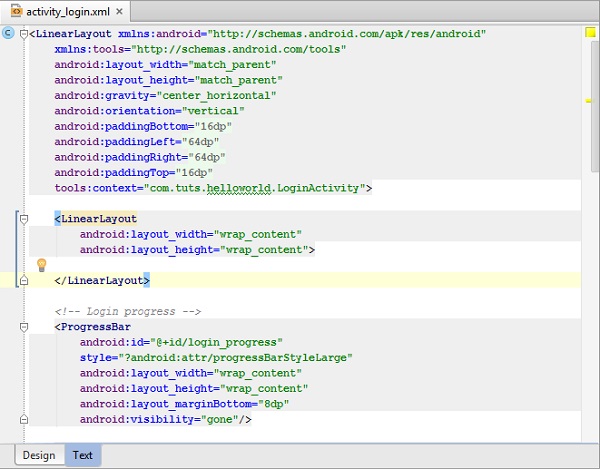 activity_login.xml ×
C
<LinearLayout xmlns:android="http://schemas.android.com/apk/res/android"
xmlns:tools="http://schemas.android.com/tools"
android:layout_width="match_parent"
android:layout_height="match_parent"
android:gravity="center_horizontal"
android:orientation="vertical"
android:paddingBottom="16dp"
android:paddingLeft="64dp"
android:paddingRight="64dp"
android:paddingTop="16dp"
tools:context="com.tuts.helloworld.LoginActivity">
<LinearLayout
android:layout_width="wrap_content"
android:layout_height="wrap_content">
</LinearLayout>
<!-- Login progress -->
<ProgressBar
android:id="@+id/login_progress"
style="?android:attr/progressBarStyleLarge"
android:layout_width="wrap_content"
android:layout_height="wrap_content"
android:layout_marginBottom="8dp"
android:visibility="gone"/>
Design Text